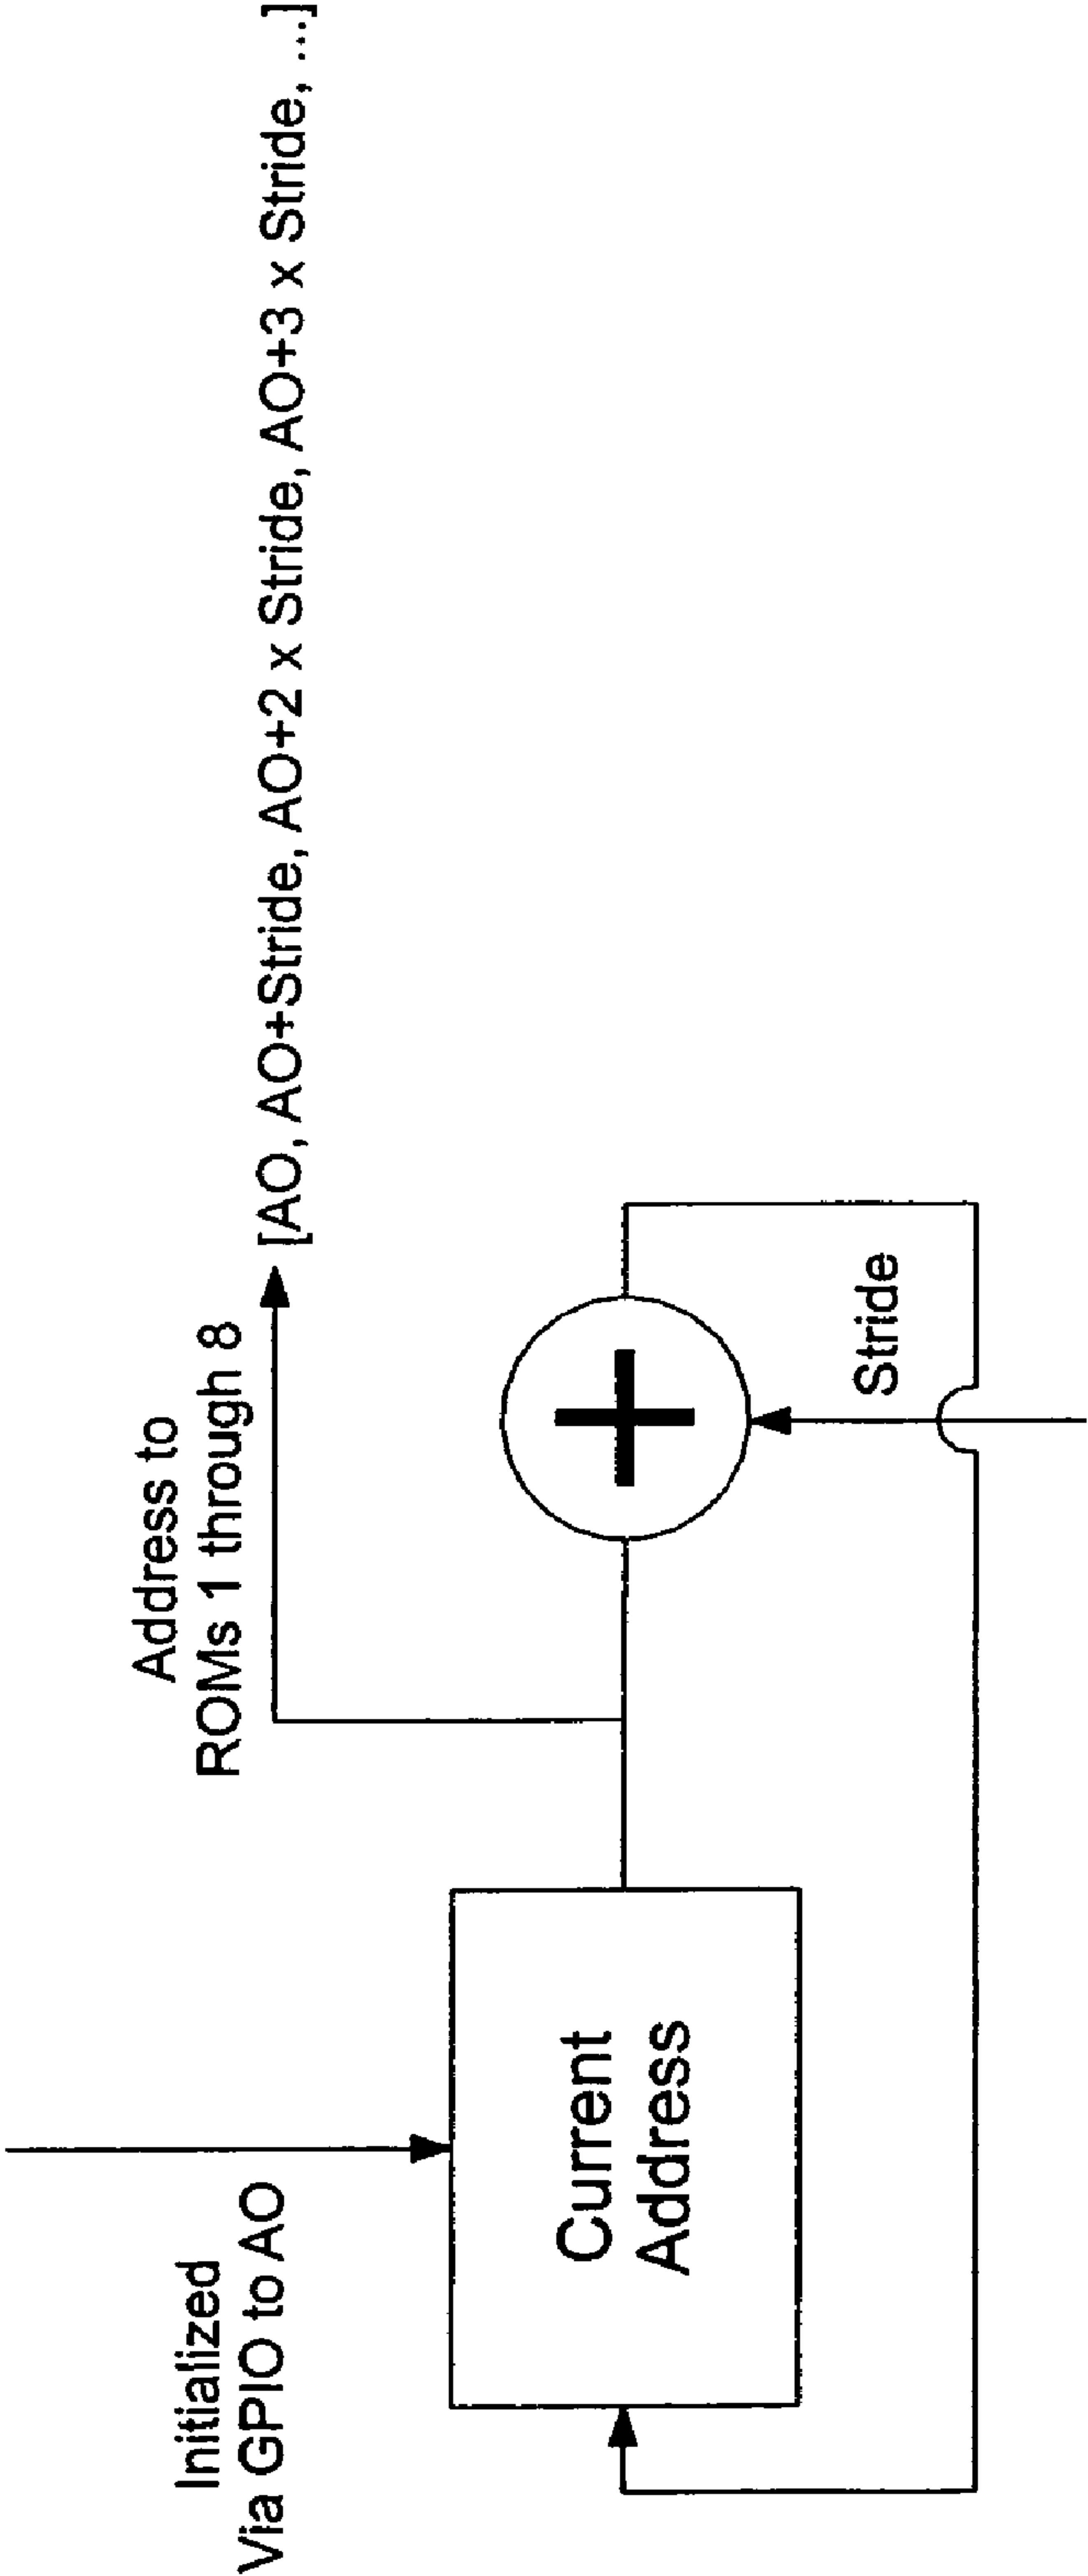 Initialized
Via GPIO to AO
Address to
ROMs 1 through 8
[AO, AO+Stride, AO+2 x Stride, AO+3 x Stride, ...]
Current
Address
+
Stride